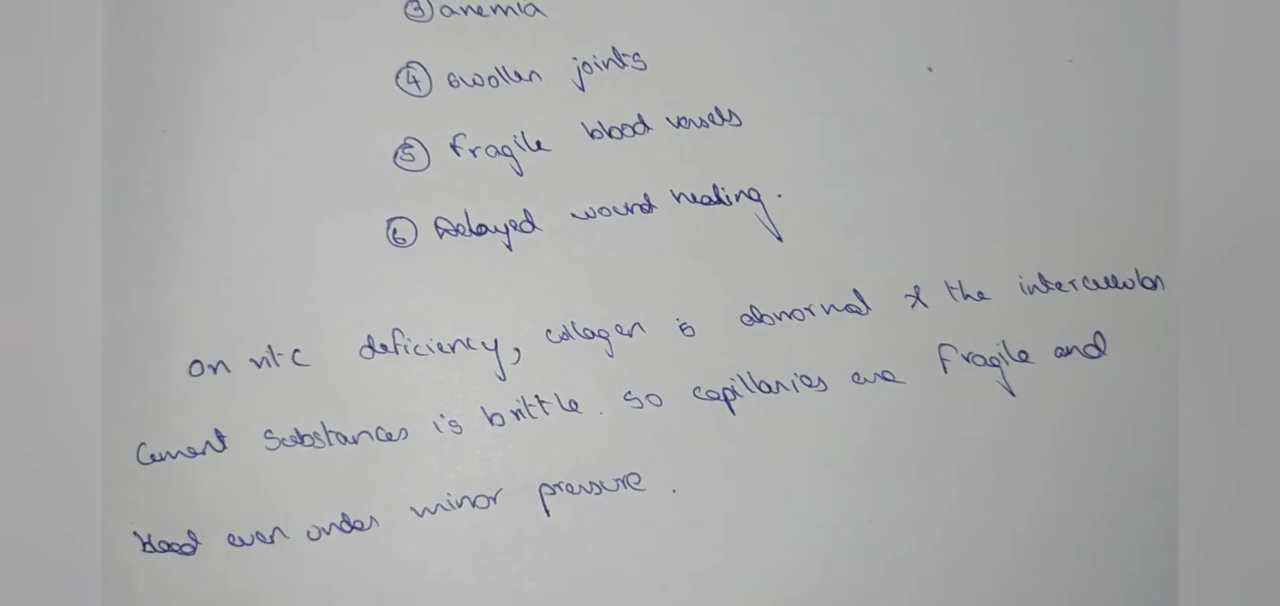 ③ anemia
④ swollen joints
⑤ fragile blood vessels
⑥ Delayed wound healing.
on vit-c deficiency, collagen is abnormal & the intercellular
Cement Substances is brittle. so capillaries are fragile and
blood even under minor pressure.